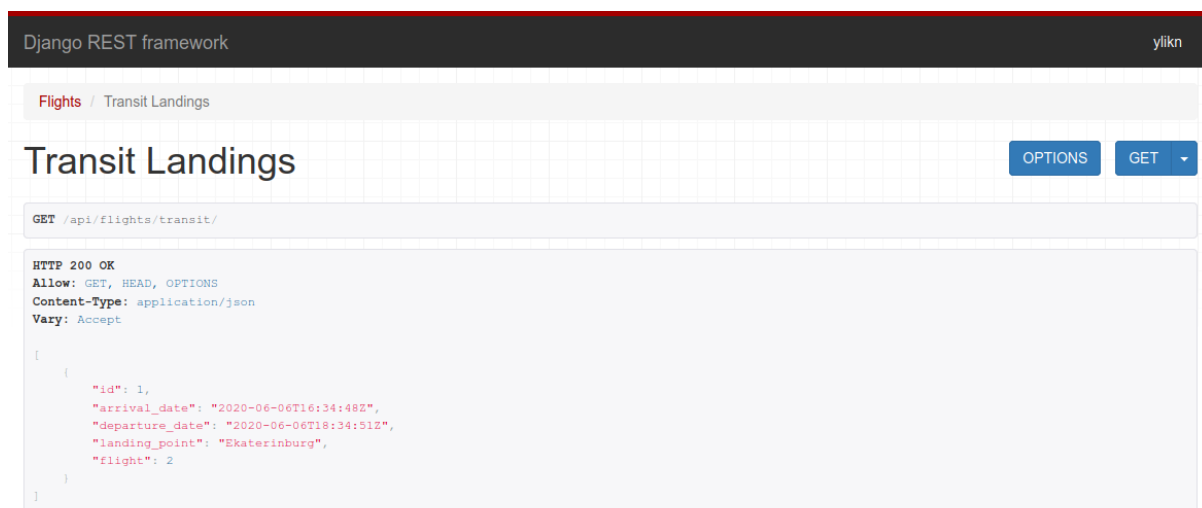 Django REST framework
ylikn
Flights / Transit Landings
Transit Landings
OPTIONS
GET
GET /api/flights/transit/
HTTP 200 OK
Allow: GET, HEAD, OPTIONS
Content-Type: application/json
Vary: Accept
[
    {
        "id": 1,
        "arrival_date": "2020-06-06T16:34:48Z",
        "departure_date": "2020-06-06T18:34:51Z",
        "landing_point": "Ekaterinburg",
        "flight": 2
    }
]